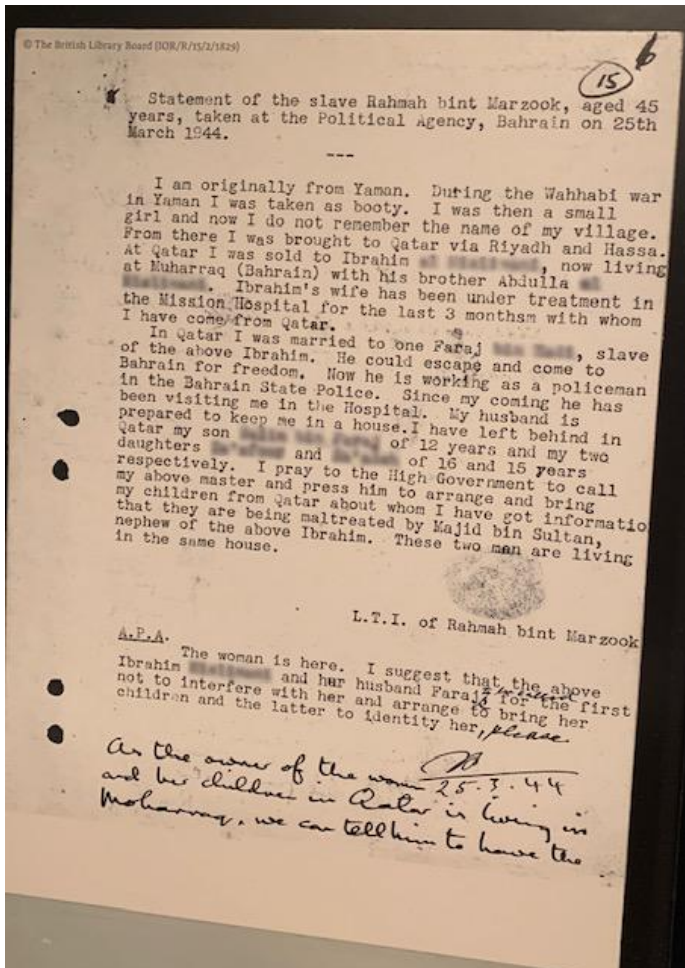 © The British Library Board (IOR/R/15/2/1829)
6
15
Statement of the slave Rahmah bint Marzook, aged 45
years, taken at the Political Agency, Bahrain on 25th
March 1944.
---
I am originally from Yaman. During the Wahhabi war
in Yaman I was taken as booty. I was then a small
girl and now I do not remember the name of my village.
From there I was brought to Qatar via Riyadh and Hassa.
At Qatar I was sold to Ibrahim , now living
at Muharraq (Bahrain) with his brother Abdulla
. Ibrahim's wife has been under treatment in
the Mission Hospital for the last 3 monthsm with whom
I have come from Qatar.
In Qatar I was married to one Faraj , slave
of the above Ibrahim. He could escape and come to
Bahrain for freedom. Now he is working as a policeman
in the Bahrain State Police. Since my coming he has
been visiting me in the Hospital. My husband is
prepared to keep me in a house.I have left behind in
Qatar my son of 12 years and my two
daughters and of 16 and 15 years
respectively. I pray to the High Government to call
my above master and press him to arrange and bring
my children from Qatar about whom I have got informatio
that they are being maltreated by Majid bin Sultan,
nephew of the above Ibrahim. These two man are living
in the same house.
L.T.I. of Rahmah bint Marzook
A.P.A.
The woman is here. I suggest that the above
Ibrahim and her husband Faraj for the first
not to interfere with her and arrange to bring her
children and the latter to identity her, please.
25.3.44
As the owner of the woman
and her children in Qatar is living in
Moharraq, we can tell him to have the